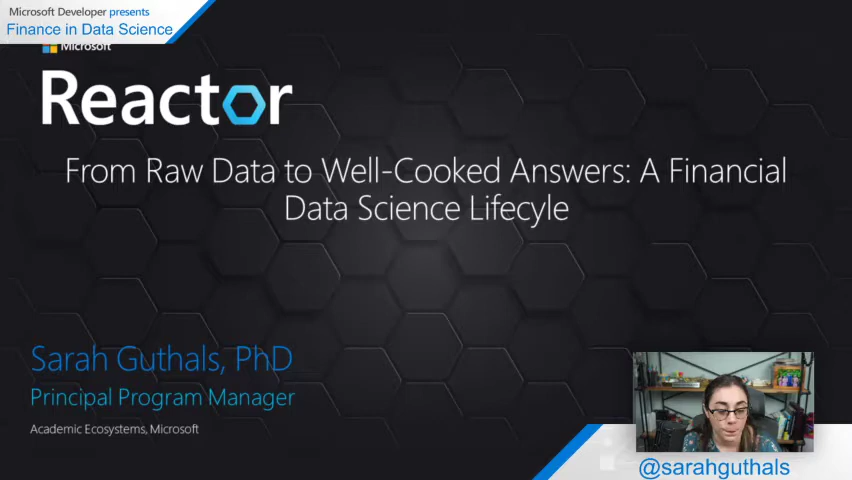 Microsoft Developer presents
Finance in Data Science
Microsoft
Reactor
From Raw Data to Well-Cooked Answers: A Financial
Data Science Lifecyle
Sarah Guthals, PhD
Principal Program Manager
Academic Ecosystems, Microsoft
@sarahguthals